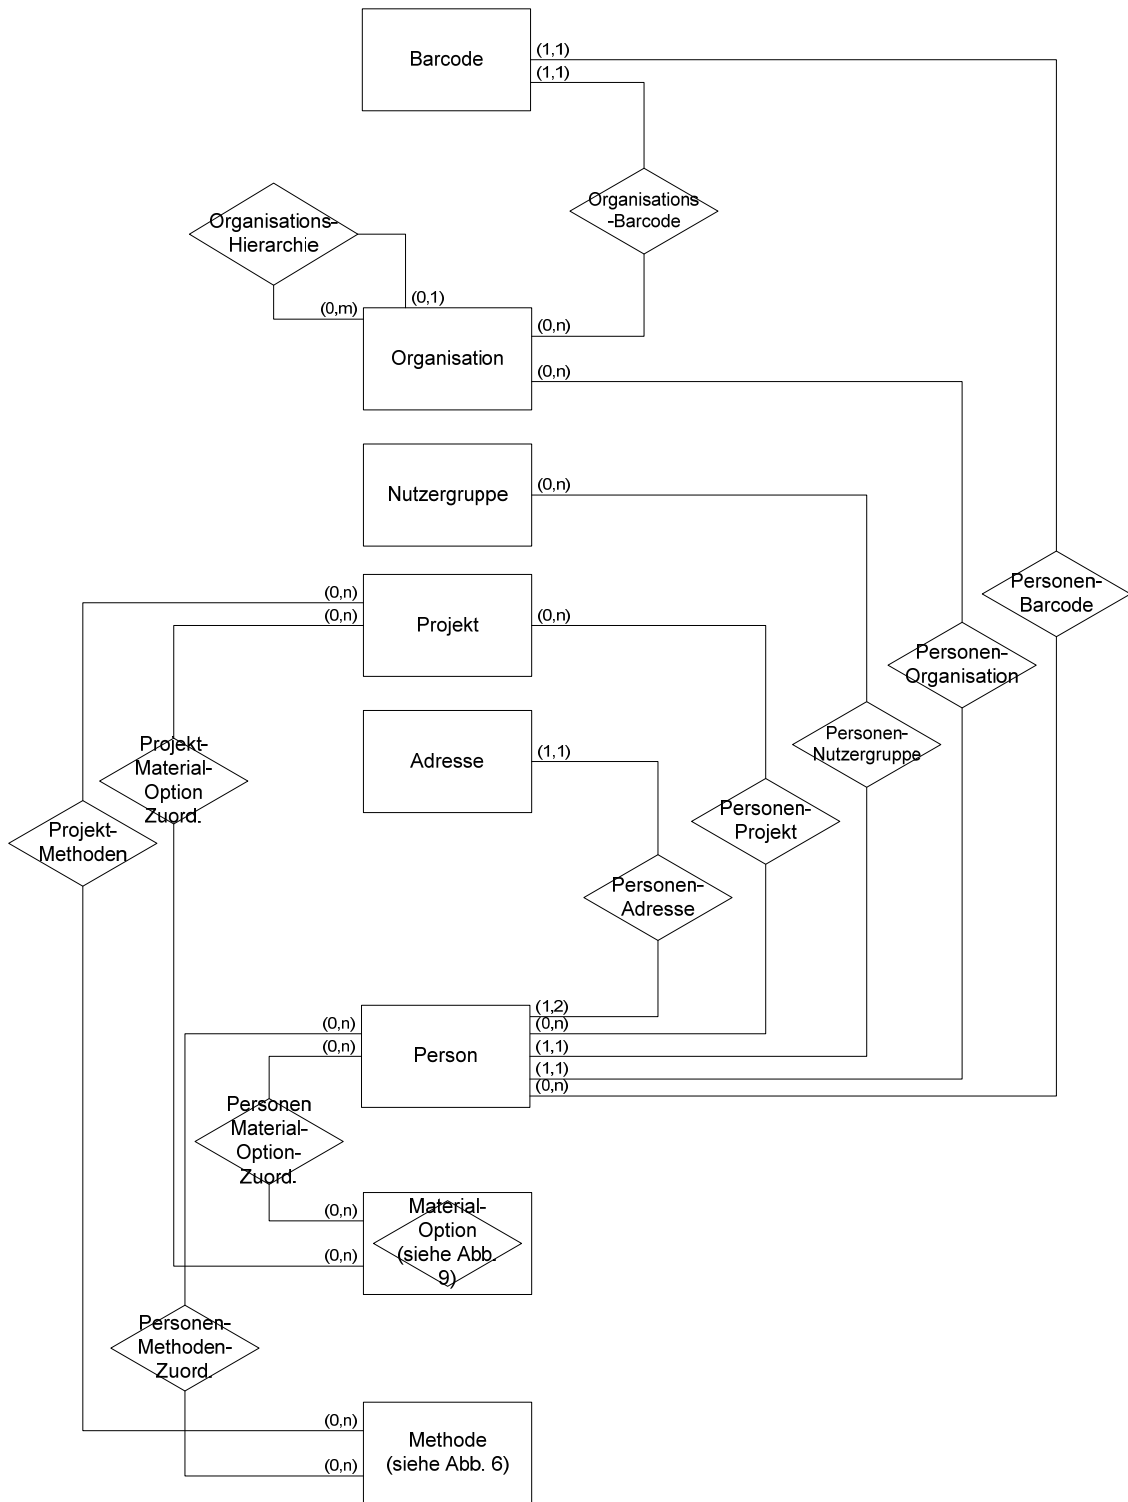 Barcode
(1,1)
(1,1)
Organisations
-Barcode
Organisations-
Hierarchie
(0,m)
(0,1)
(0,n)
Organisation
(0,n)
Nutzergruppe
(0,n)
Personen-
Barcode
(0,n)
(0,n)
Projekt
(0,n)
Personen-
Organisation
Personen-
Nutzergruppe
Projekt-
Material-
Option
Zuord.
Adresse
(1,1)
Personen-
Projekt
Projekt-
Methoden
Personen-
Adresse
(0,n)
(0,n)
Person
(1,2)
(0,n)
(1,1)
(1,1)
(0,n)
Personen
Material-
Option-
Zuord.
(0,n)
(0,n)
Material-
Option
(siehe Abb.
9)
Personen-
Methoden-
Zuord.
(0,n)
(0,n)
Methode
(siehe Abb. 6)